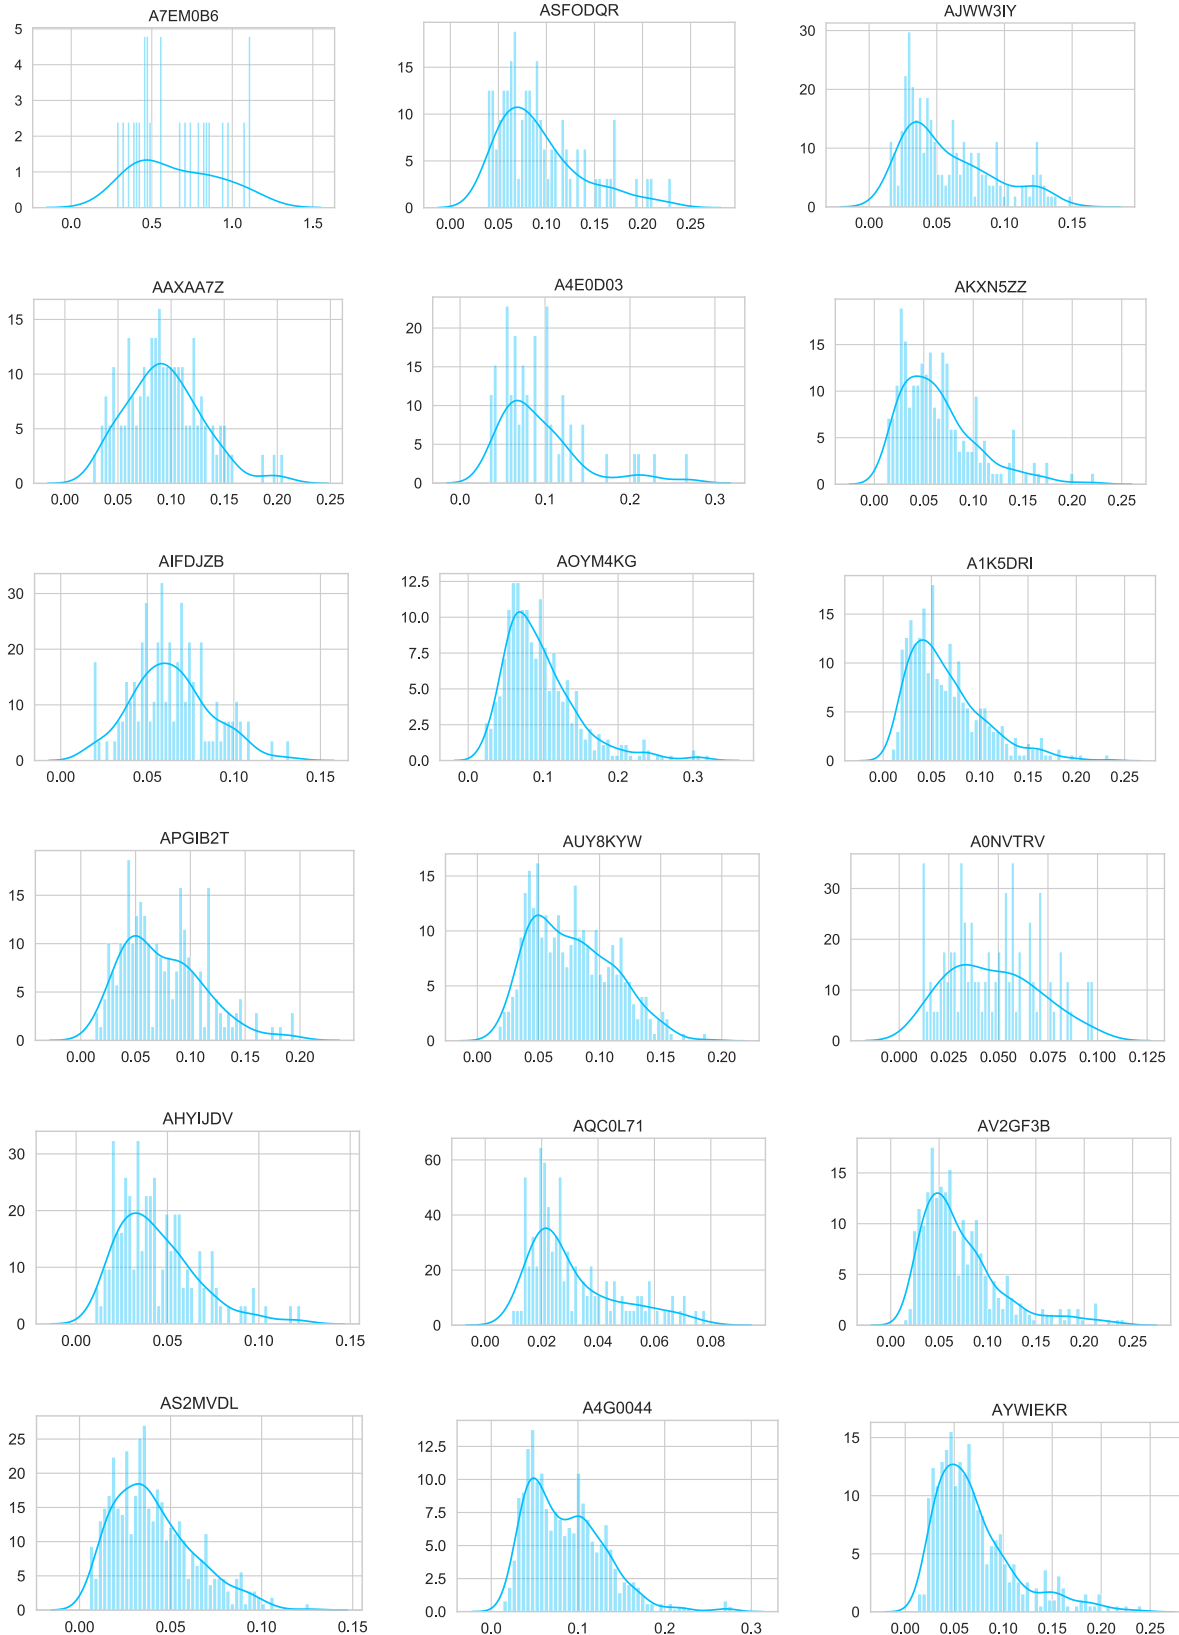 A7EM0B6
5
4
3
2
1
0
0.0 0.5 1.0 1.5
ASFODQR
15
10
5
0
0.00 0.05 0.10 0.15 0.20 0.25
AJWW3IY
30
20
10
0
0.00 0.05 0.10 0.15
AAXAA7Z
15
10
5
0
0.00 0.05 0.10 0.15 0.20 0.25
A4E0D03
20
15
10
5
0
0.0 0.1 0.2 0.3
AKXN5ZZ
15
10
5
0
0.00 0.05 0.10 0.15 0.20 0.25
AIFDJZB
30
20
10
0
0.00 0.05 0.10 0.15
AOYM4KG
12.5
10.0
7.5
5.0
2.5
0.0
0.0 0.1 0.2 0.3
A1K5DRI
15
10
5
0
0.00 0.05 0.10 0.15 0.20 0.25
APGIB2T
15
10
5
0
0.00 0.05 0.10 0.15 0.20
AUY8KYW
15
10
5
0
0.00 0.05 0.10 0.15 0.20
A0NVTRV
30
20
10
0
0.000 0.025 0.050 0.075 0.100 0.125
AHYIJDV
30
20
10
0
0.00 0.05 0.10 0.15
AQC0L71
60
40
20
0
0.00 0.02 0.04 0.06 0.08
AV2GF3B
15
10
5
0
0.00 0.05 0.10 0.15 0.20 0.25
AS2MVDL
25
20
15
10
5
0
0.00 0.05 0.10 0.15
A4G0044
12.5
10.0
7.5
5.0
2.5
0.0
0.0 0.1 0.2 0.3
AYWIEKR
15
10
5
0
0.00 0.05 0.10 0.15 0.20 0.25